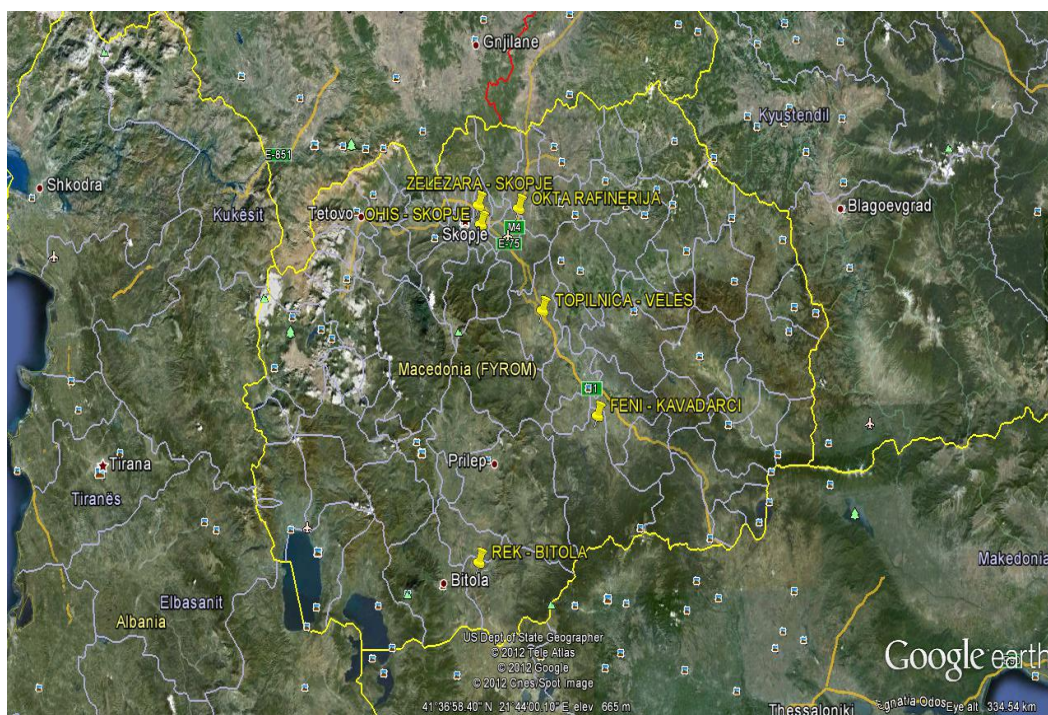 Gnjilane
Kyustendil
E-851
Shkodra
ZELEZARA - SKOPJE
OKTA RAFINERIJA
Kukësit
Tetovo
OHIS - SKOPJE
Blagoevgrad
Skopje
M4
E-75
TOPILNICA - VELES
Macedonia (FYROM)
FENI - KAVADARCI
Tirana
Prilep
Tiranës
REK - BITOLA
Makedonia
Bitola
Elbasanit
Albania
US Dept of State Geographer
© 2012 Tele Atlas
© 2012 Google
© 2012 Cnes/Spot Image
Google earth
41°36'58.40" N 21°44'00.10" E elev 665 m
Thessaloniki
Egnatia Odos
Eye alt 334.54 km